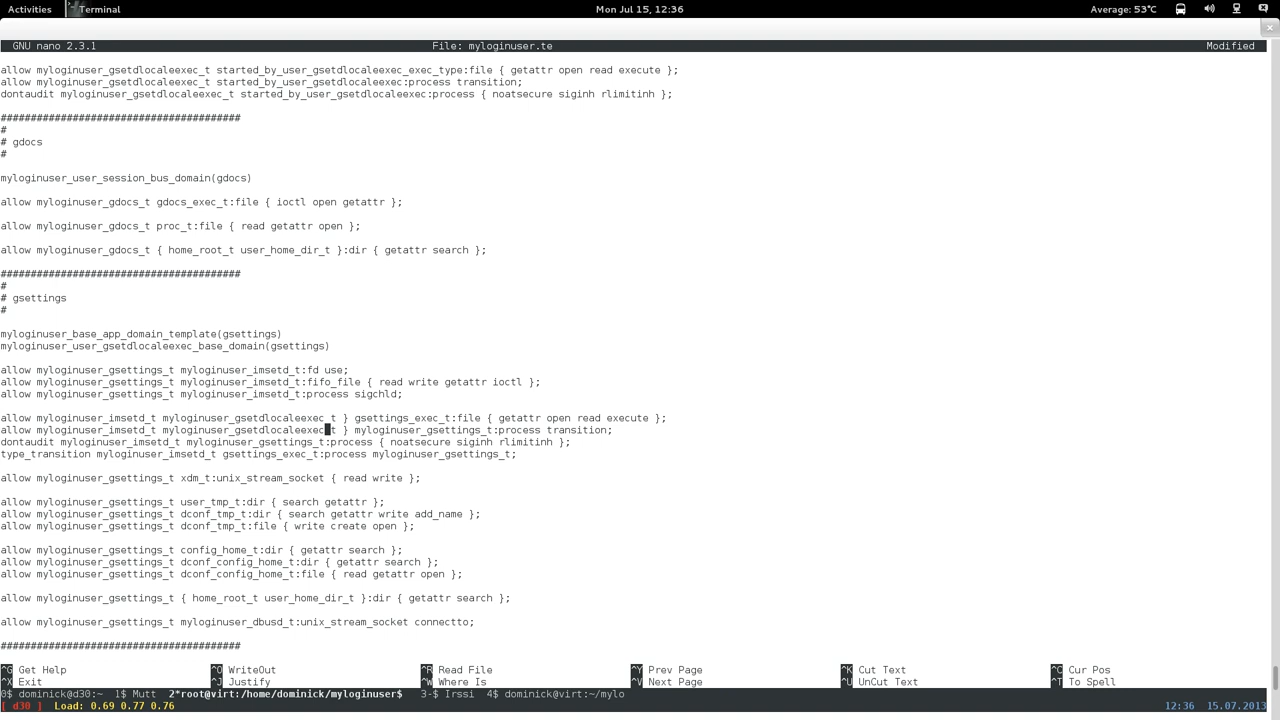 Activities Terminal Mon Jul 15, 12:36 Average: 53°C
GNU nano 2.3.1 File: myloginuser.te Modified
allow myloginuser_gsetdlocaleexec_t started_by_user_gsetdlocaleexec_exec_type:file { getattr open read execute };
allow myloginuser_gsetdlocaleexec_t started_by_user_gsetdlocaleexec:process transition;
dontaudit myloginuser_gsetdlocaleexec_t started_by_user_gsetdlocaleexec:process { noatsecure siginh rlimitinh };
########################################
#
# gdocs
#
myloginuser_user_session_bus_domain(gdocs)
allow myloginuser_gdocs_t gdocs_exec_t:file { ioctl open getattr };
allow myloginuser_gdocs_t proc_t:file { read getattr open };
allow myloginuser_gdocs_t { home_root_t user_home_dir_t }:dir { getattr search };
########################################
#
# gsettings
#
myloginuser_base_app_domain_template(gsettings)
myloginuser_user_gsetdlocaleexec_base_domain(gsettings)
allow myloginuser_gsettings_t myloginuser_imsetd_t:fd use;
allow myloginuser_gsettings_t myloginuser_imsetd_t:fifo_file { read write getattr ioctl };
allow myloginuser_gsettings_t myloginuser_imsetd_t:process sigchld;
allow myloginuser_imsetd_t myloginuser_gsetdlocaleexec_t } gsettings_exec_t:file { getattr open read execute };
allow myloginuser_imsetd_t myloginuser_gsetdlocaleexec_t } myloginuser_gsettings_t:process transition;
dontaudit myloginuser_imsetd_t myloginuser_gsettings_t:process { noatsecure siginh rlimitinh };
type_transition myloginuser_imsetd_t gsettings_exec_t:process myloginuser_gsettings_t;
allow myloginuser_gsettings_t xdm_t:unix_stream_socket { read write };
allow myloginuser_gsettings_t user_tmp_t:dir { search getattr };
allow myloginuser_gsettings_t dconf_tmp_t:dir { search getattr write add_name };
allow myloginuser_gsettings_t dconf_tmp_t:file { write create open };
allow myloginuser_gsettings_t config_home_t:dir { getattr search };
allow myloginuser_gsettings_t dconf_config_home_t:dir { getattr search };
allow myloginuser_gsettings_t dconf_config_home_t:file { read getattr open };
allow myloginuser_gsettings_t { home_root_t user_home_dir_t }:dir { getattr search };
allow myloginuser_gsettings_t myloginuser_dbusd_t:unix_stream_socket connectto;
########################################
^G Get Help ^O WriteOut ^R Read File ^Y Prev Page ^K Cut Text ^C Cur Pos
^X Exit ^J Justify ^W Where Is ^V Next Page ^U UnCut Text ^T To Spell
0$ dominick@d30:~ 1$ Mutt 2*root@virt:/home/dominick/myloginuser$ 3-$ Irssi 4$ dominick@virt:~/mylo
[ d30 ] Load: 0.69 0.77 0.76 12:36 15.07.2013